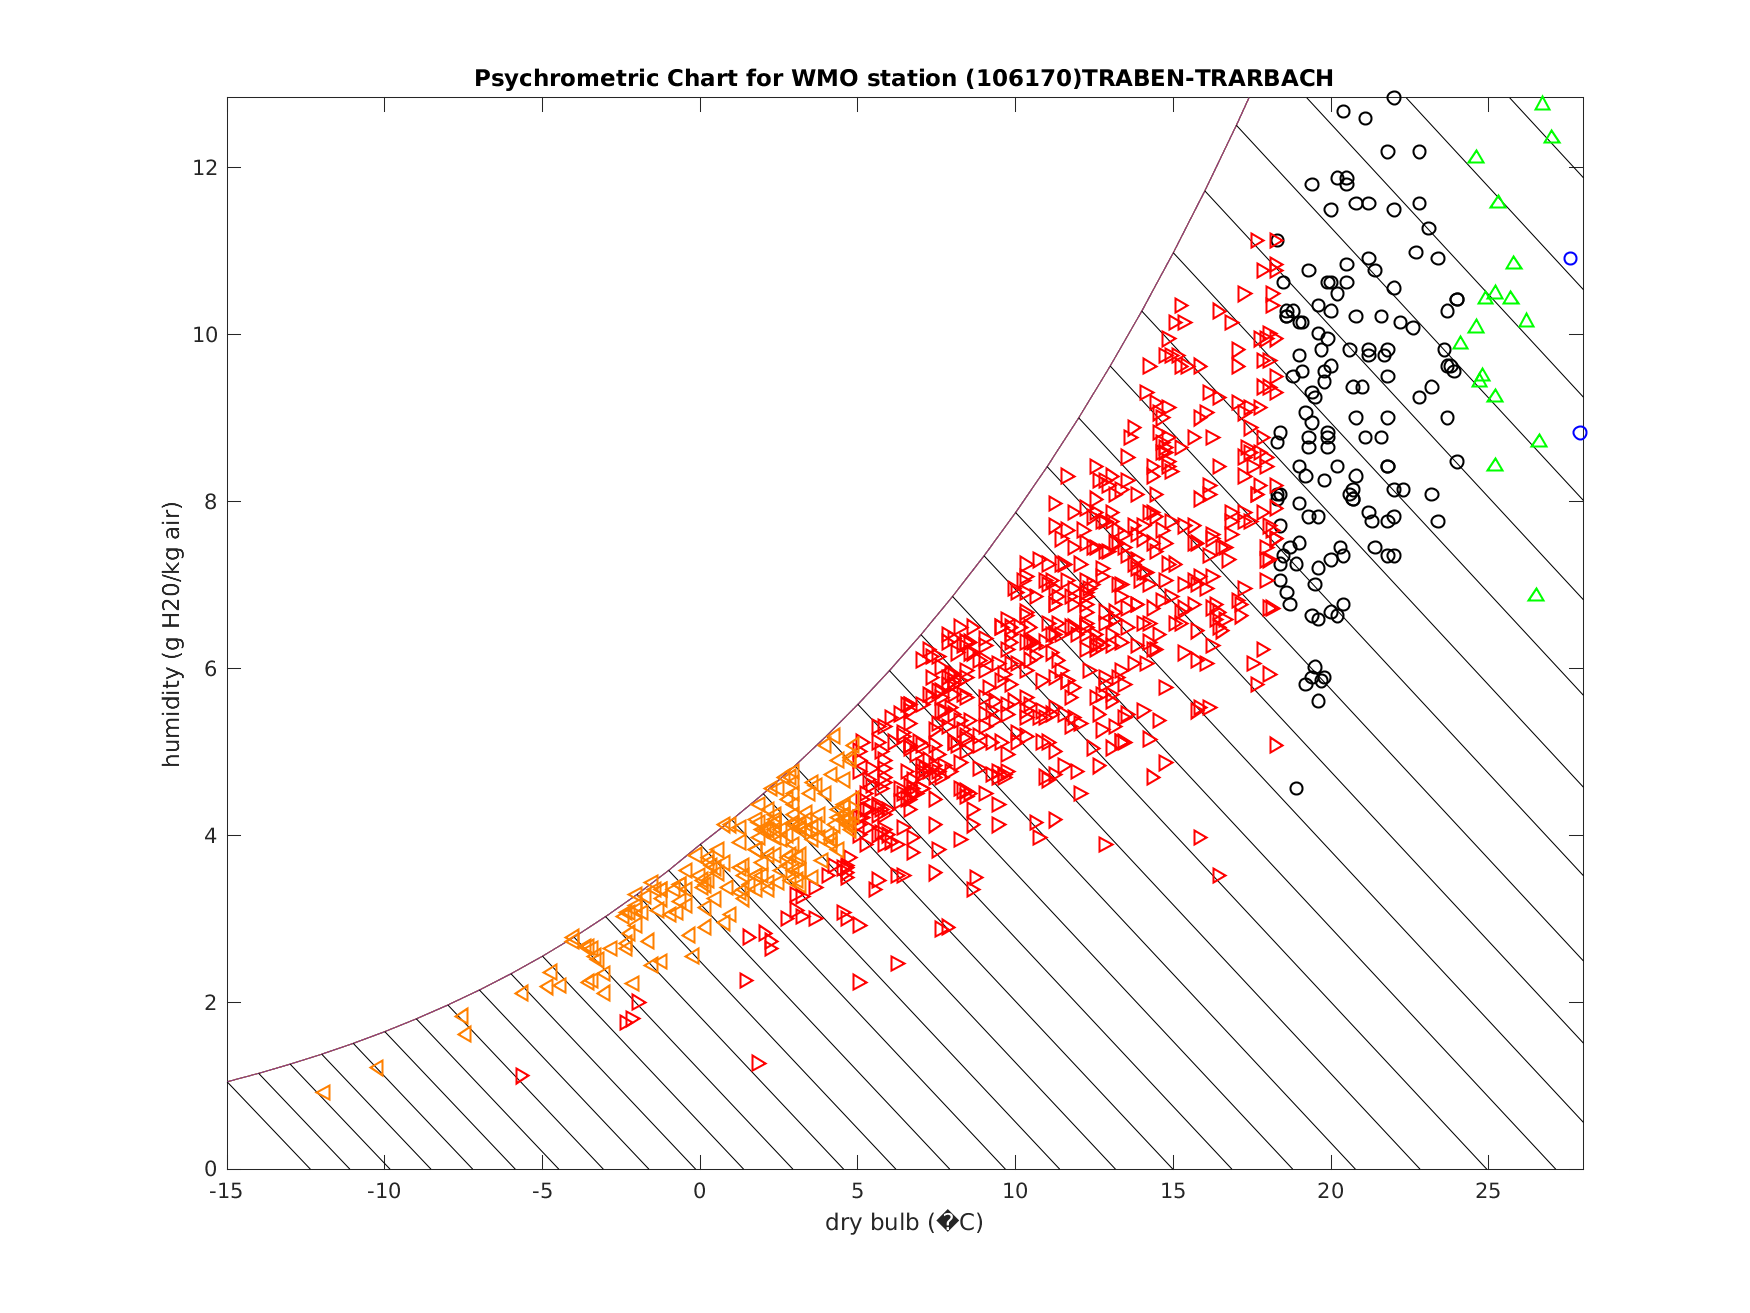 Psychrometric Chart for WMO station (106170)TRABEN-TRARBACH
12
10
8
6
4
2
0
humidity (g H20/kg air)
-15 -10 -5 0 5 10 15 20 25
dry bulb (�C)